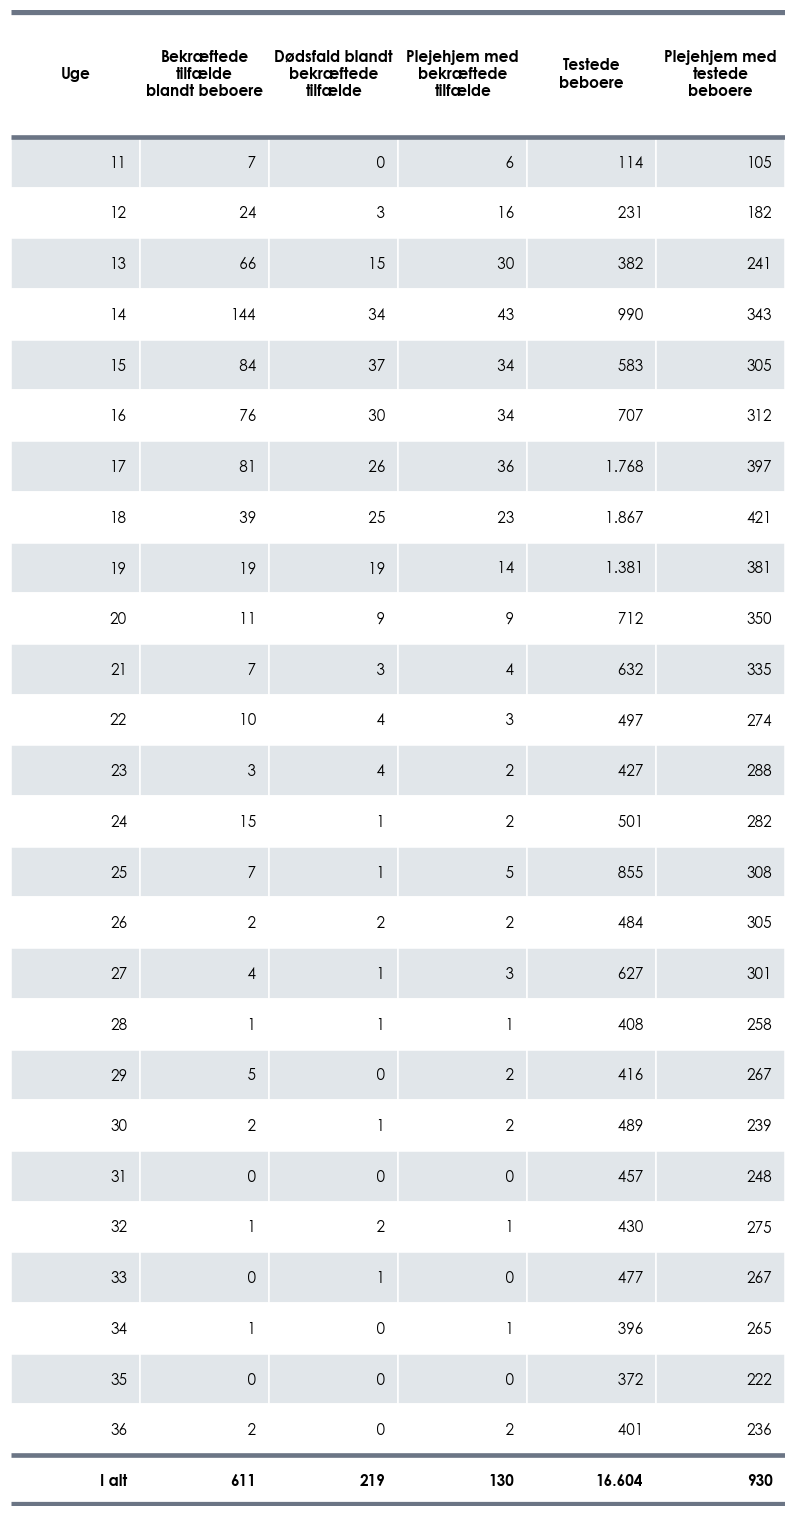 Uge Bekræftede tilfælde blandt beboere Dødsfald blandt bekræftede tilfælde Plejehjem med bekræftede tilfælde Testede beboere Plejehjem med testede beboere
11 7 0 6 114 105
12 24 3 16 231 182
13 66 15 30 382 241
14 144 34 43 990 343
15 84 37 34 583 305
16 76 30 34 707 312
17 81 26 36 1.768 397
18 39 25 23 1.867 421
19 19 19 14 1.381 381
20 11 9 9 712 350
21 7 3 4 632 335
22 10 4 3 497 274
23 3 4 2 427 288
24 15 1 2 501 282
25 7 1 5 855 308
26 2 2 2 484 305
27 4 1 3 627 301
28 1 1 1 408 258
29 5 0 2 416 267
30 2 1 2 489 239
31 0 0 0 457 248
32 1 2 1 430 275
33 0 1 0 477 267
34 1 0 1 396 265
35 0 0 0 372 222
36 2 0 2 401 236
I alt 611 219 130 16.604 930